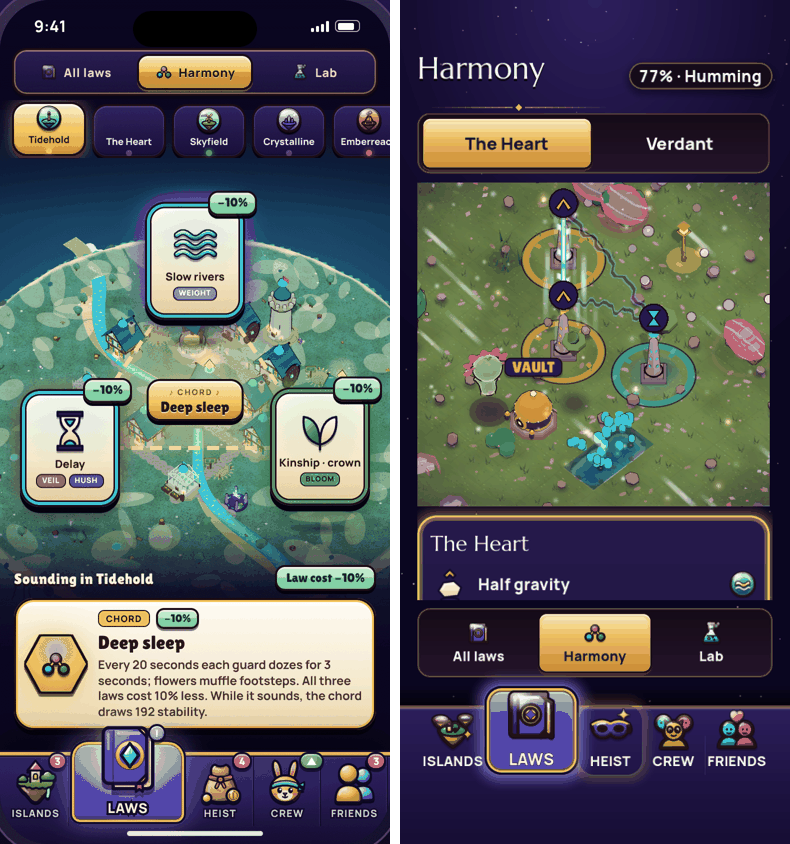 9:41
All laws
Harmony
Lab
Tidehold
The Heart
Skyfield
Crystalline
Emberreac
-10%
Slow rivers
WEIGHT
-10%
Delay
VEIL
HUSH
♪ CHORD ♪
Deep sleep
-10%
Kinship · crown
BLOOM
Sounding in Tidehold
Law cost -10%
CHORD
-10%
Deep sleep
Every 20 seconds each guard dozes for 3
seconds; flowers muffle footsteps. All three
laws cost 10% less. While it sounds, the chord
draws 192 stability.
3
ISLANDS
LAWS
4
HEIST
CREW
3
FRIENDS
Harmony
77% · Humming
The Heart
Verdant
VAULT
The Heart
Half gravity
All laws
Harmony
Lab
ISLANDS
LAWS
HEIST
CREW
FRIENDS